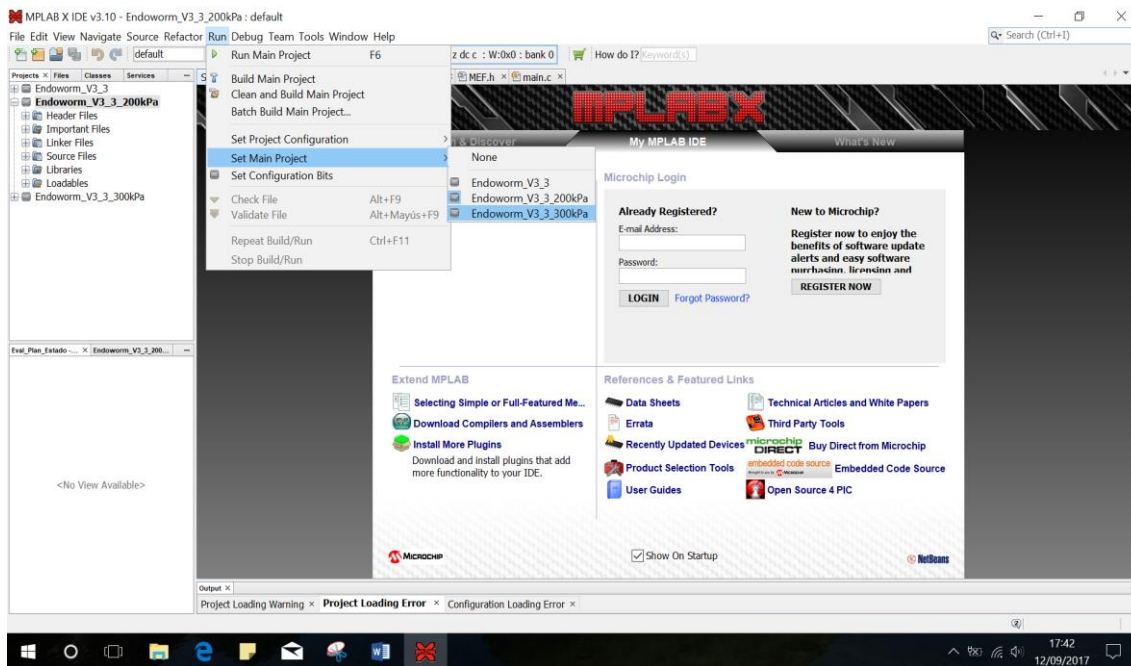 MPLAB X IDE v3.10 - Endoworm_V3_3_200kPa : default
File Edit View Navigate Source Refactor Run Debug Team Tools Window Help
Search (Ctrl+I)
default
z dc c : W:0x0 : bank 0
How do I? Keyword(s)
Projects × Files Classes Services
MEF.h × main.c ×
Endoworm_V3_3
Endoworm_V3_3_200kPa
Header Files
Important Files
Linker Files
Source Files
Libraries
Loadables
Endoworm_V3_3_300kPa
Run Main Project F6
Build Main Project
Clean and Build Main Project
Batch Build Main Project...
Set Project Configuration
Set Main Project
Set Configuration Bits
Check File Alt+F9
Validate File Alt+Mayús+F9
Repeat Build/Run Ctrl+F11
Stop Build/Run
None
Endoworm_V3_3
Endoworm_V3_3_200kPa
Endoworm_V3_3_300kPa
MPLAB X
& Discover
My MPLAB IDE
What's New
Microchip Login
Already Registered?
E-mail Address:
Password:
LOGIN Forgot Password?
New to Microchip?
Register now to enjoy the
benefits of software update
alerts and easy software
purchasing, licensing and
REGISTER NOW
Eval_Plan_Estado -... × Endoworm_V3_3_200...
<No View Available>
Extend MPLAB
Selecting Simple or Full-Featured Me...
Download Compilers and Assemblers
Install More Plugins
Download and install plugins that add
more functionality to your IDE.
References & Featured Links
Data Sheets
Technical Articles and White Papers
Errata
Third Party Tools
Recently Updated Devices
microchip DIRECT Buy Direct from Microchip
Product Selection Tools
embedded code source Embedded Code Source
User Guides
Open Source 4 PIC
MICROCHIP
Show On Startup
NetBeans
Output ×
Project Loading Warning × Project Loading Error × Configuration Loading Error ×
17:42
12/09/2017